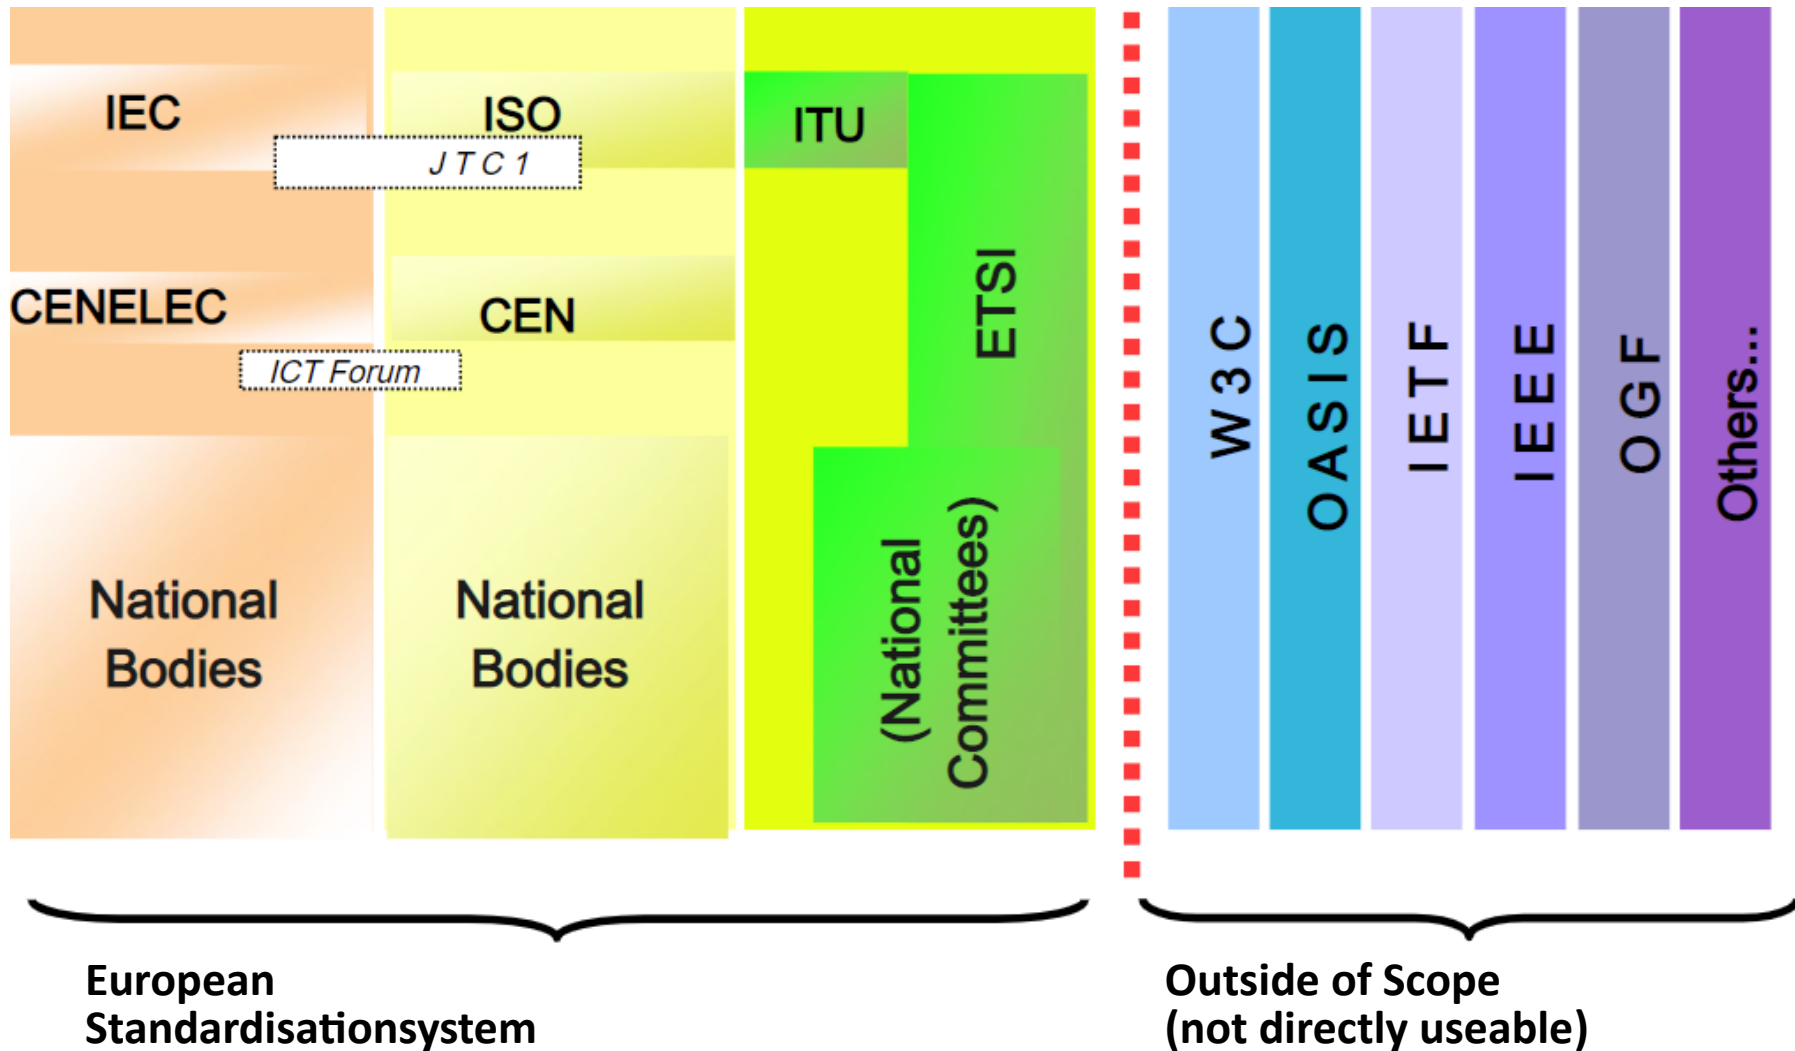 IEC
ISO
ITU
J T C 1
CENELEC
CEN
ICT Forum
ETSI
National
Bodies
National
Bodies
(National
Committees)
W3C
OASIS
IETF
IEEE
OGF
Others...
European
Standardisationsystem
Outside of Scope
(not directly useable)